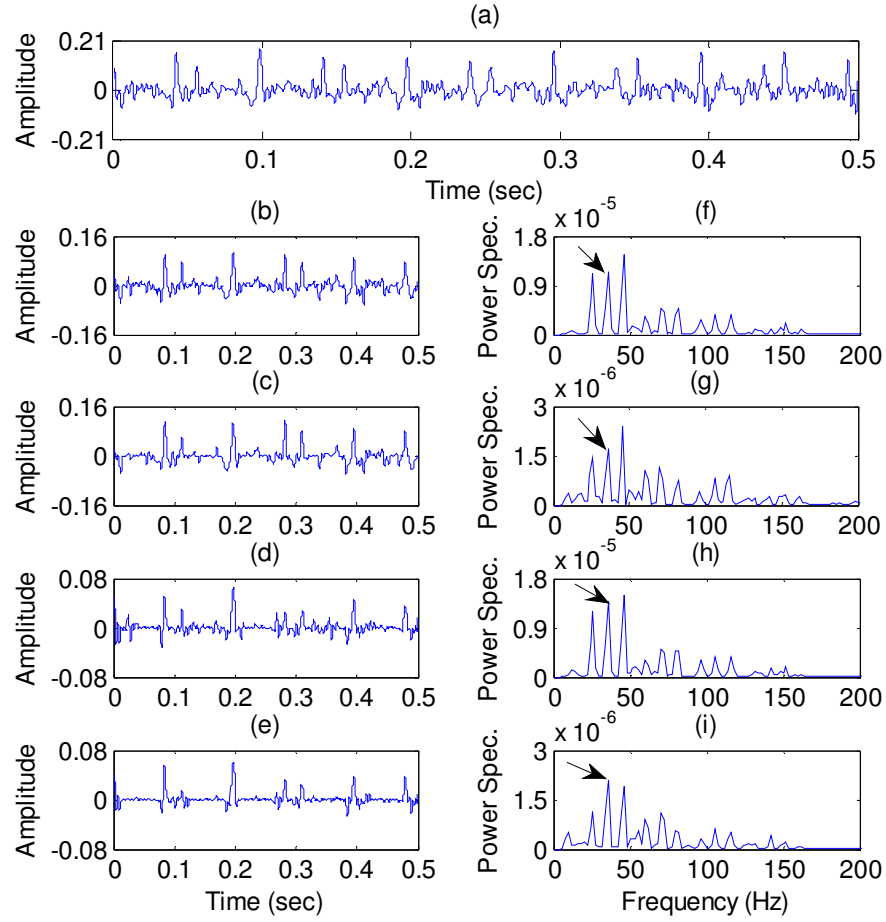 (a)
Amplitude
0.21
0
-0.21
0 0.1 0.2 0.3 0.4 0.5
Time (sec)
(b)
Amplitude
0.16
0
-0.16
0 0.1 0.2 0.3 0.4 0.5
(f)
x 10^-5
Power Spec.
1.8
0.9
0
0 50 100 150 200
(c)
Amplitude
0.16
0
-0.16
0 0.1 0.2 0.3 0.4 0.5
(g)
x 10^-6
Power Spec.
3
1.5
0
0 50 100 150 200
(d)
Amplitude
0.08
0
-0.08
0 0.1 0.2 0.3 0.4 0.5
(h)
x 10^-5
Power Spec.
1.8
0.9
0
0 50 100 150 200
(e)
Amplitude
0.08
0
-0.08
0 0.1 0.2 0.3 0.4 0.5
Time (sec)
(i)
x 10^-6
Power Spec.
3
1.5
0
0 50 100 150 200
Frequency (Hz)